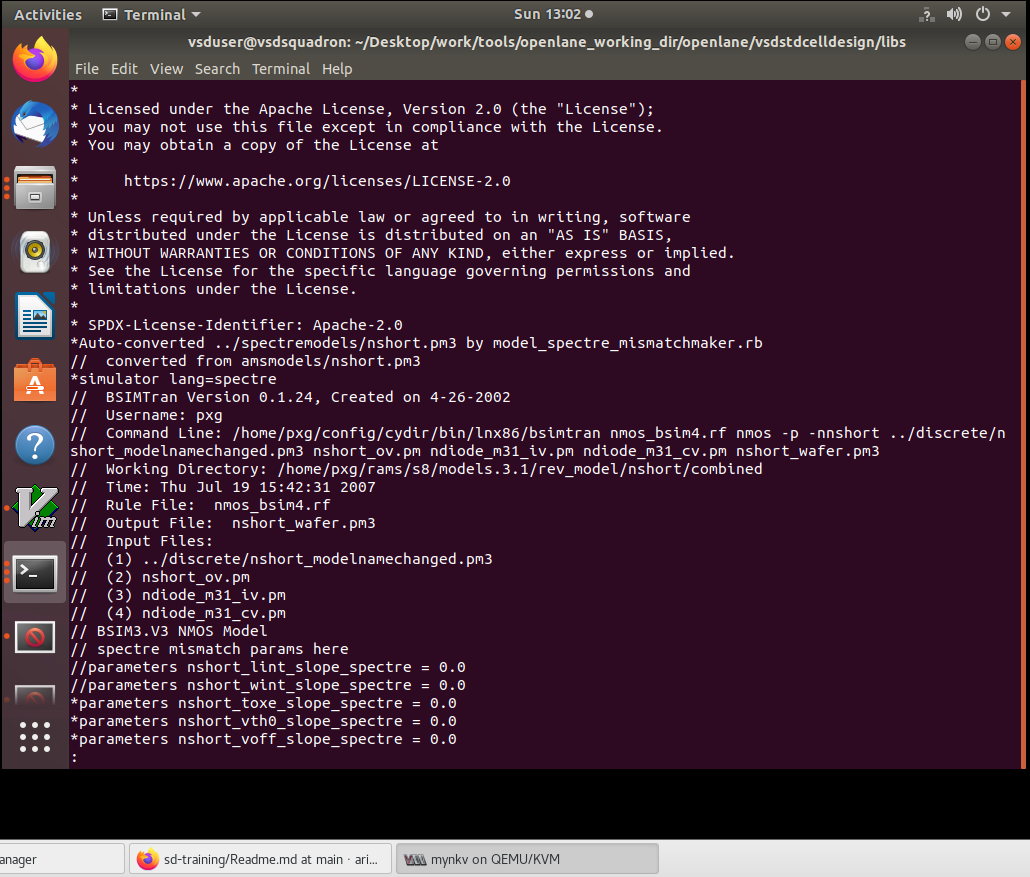 Activities Terminal Sun 13:02
vsduser@vsdsquadron: ~/Desktop/work/tools/openlane_working_dir/openlane/vsdstdcelldesign/libs
File Edit View Search Terminal Help
*
* Licensed under the Apache License, Version 2.0 (the "License");
* you may not use this file except in compliance with the License.
* You may obtain a copy of the License at
*
*     https://www.apache.org/licenses/LICENSE-2.0
*
* Unless required by applicable law or agreed to in writing, software
* distributed under the License is distributed on an "AS IS" BASIS,
* WITHOUT WARRANTIES OR CONDITIONS OF ANY KIND, either express or implied.
* See the License for the specific language governing permissions and
* limitations under the License.
*
* SPDX-License-Identifier: Apache-2.0
*Auto-converted ../spectremodels/nshort.pm3 by model_spectre_mismatchmaker.rb
//  converted from amsmodels/nshort.pm3
*simulator lang=spectre
//  BSIMTran Version 0.1.24, Created on 4-26-2002
//  Username: pxg
//  Command Line: /home/pxg/config/cydir/bin/lnx86/bsimtran nmos_bsim4.rf nmos -p -nnshort ../discrete/n
short_modelnamechanged.pm3 nshort_ov.pm ndiode_m31_iv.pm ndiode_m31_cv.pm nshort_wafer.pm3
//  Working Directory: /home/pxg/rams/s8/models.3.1/rev_model/nshort/combined
//  Time: Thu Jul 19 15:42:31 2007
//  Rule File:  nmos_bsim4.rf
//  Output File:  nshort_wafer.pm3
//  Input Files:
//  (1) ../discrete/nshort_modelnamechanged.pm3
//  (2) nshort_ov.pm
//  (3) ndiode_m31_iv.pm
//  (4) ndiode_m31_cv.pm
// BSIM3.V3 NMOS Model
// spectre mismatch params here
//parameters nshort_lint_slope_spectre = 0.0
//parameters nshort_wint_slope_spectre = 0.0
*parameters nshort_toxe_slope_spectre = 0.0
*parameters nshort_vth0_slope_spectre = 0.0
*parameters nshort_voff_slope_spectre = 0.0
:
anager sd-training/Readme.md at main · ari... mynkv on QEMU/KVM